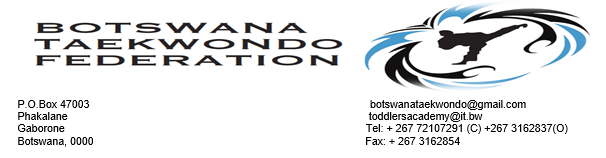 BOTSWANA
TAEKWONDO
FEDERATION
P.O.Box 47003
Phakalane
Gaborone
Botswana, 0000
botswanataekwondo@gmail.com
toddlersacademy@it.bw
Tel: + 267 72107291 (C) +267 3162837(O)
Fax: + 267 3162854